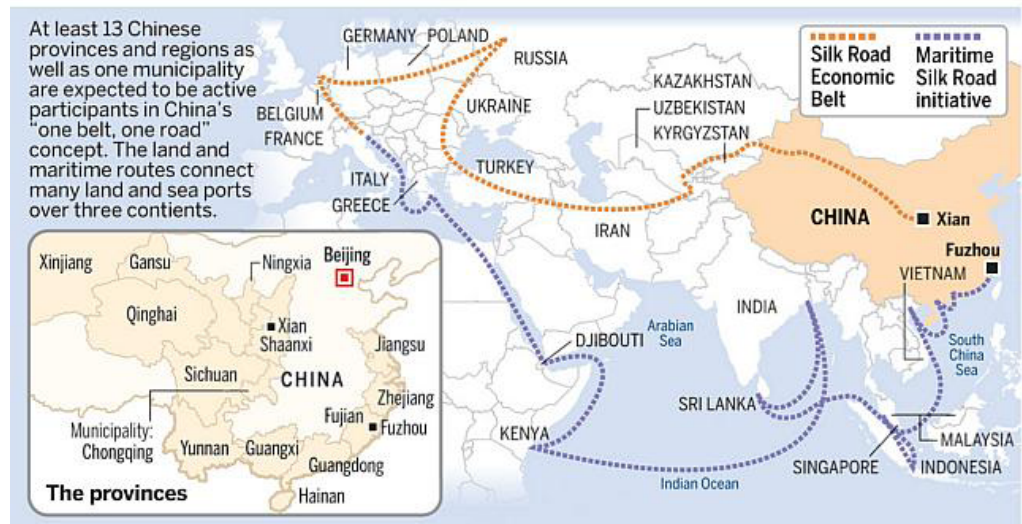 At least 13 Chinese
provinces and regions as
well as one municipality
are expected to be active
participants in China's
"one belt, one road"
concept. The land and
maritime routes connect
many land and sea ports
over three contients.
GERMANY
POLAND
RUSSIA
BELGIUM
FRANCE
UKRAINE
KAZAKHSTAN
UZBEKISTAN
KYRGYZSTAN
ITALY
GREECE
TURKEY
IRAN
CHINA
Xian
Fuzhou
VIETNAM
INDIA
Arabian
Sea
DJIBOUTI
South
China
Sea
SRI LANKA
KENYA
MALAYSIA
SINGAPORE
INDONESIA
Indian Ocean
Silk Road
Economic
Belt
Maritime
Silk Road
initiative
Xinjiang
Gansu
Ningxia
Beijing
Qinghai
Xian
Shaanxi
Jiangsu
Sichuan
CHINA
Zhejiang
Municipality:
Chongqing
Fujian
Fuzhou
Yunnan
Guangxi
Guangdong
Hainan
The provinces